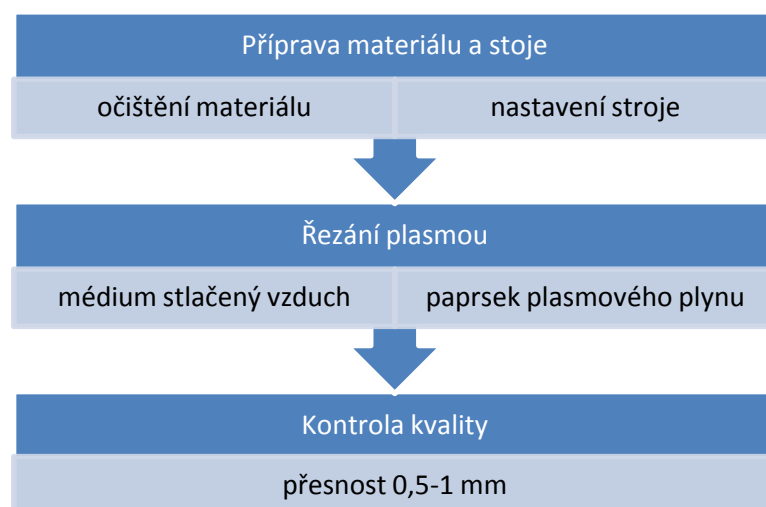 Příprava materiálu a stoje
očištění materiálu
nastavení stroje
Řezání plasmou
médium stlačený vzduch
paprsek plasmového plynu
Kontrola kvality
přesnost 0,5-1 mm